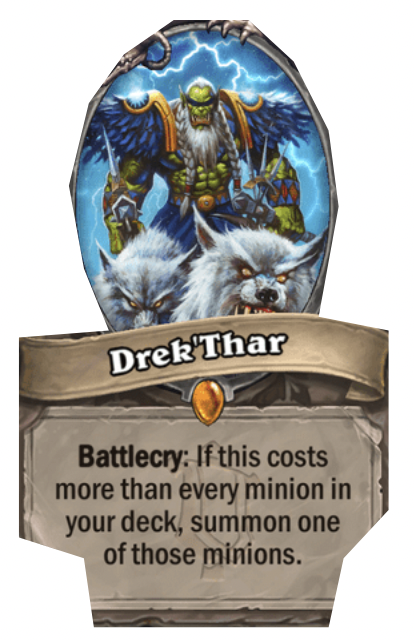 Drek'Thar
Battlecry: If this costs
more than every minion in
your deck, summon one
of those minions.